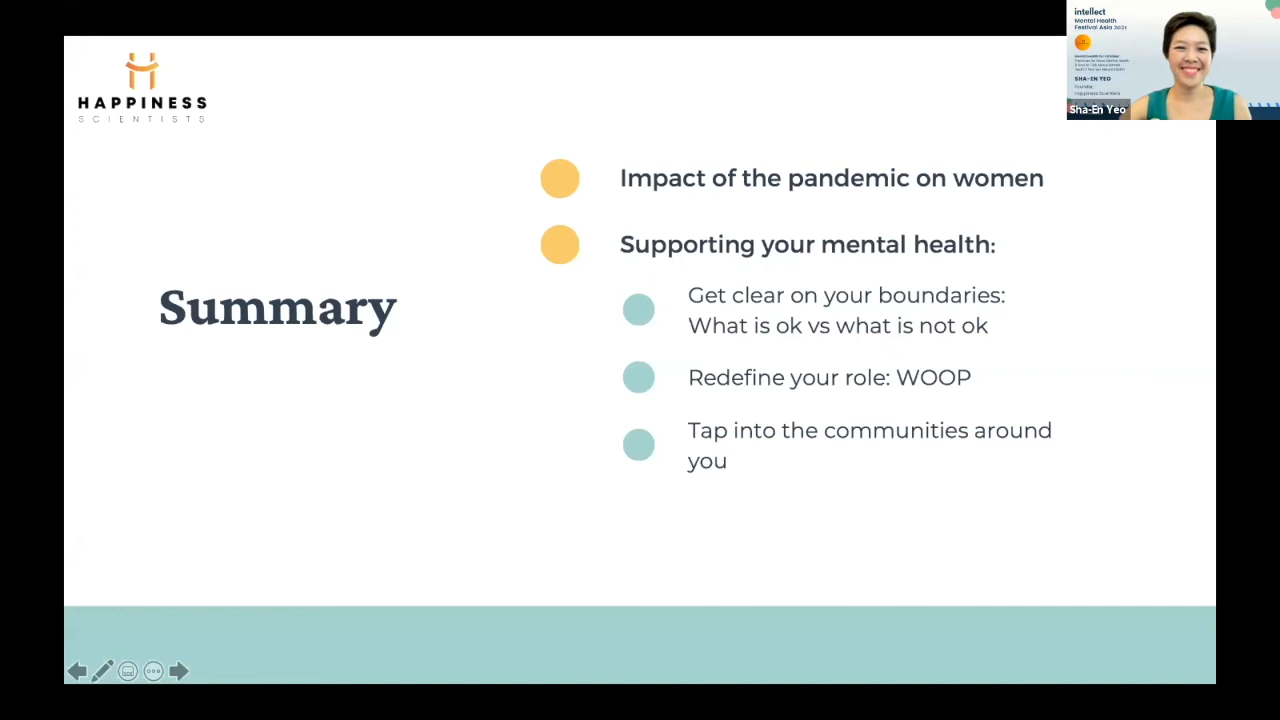 HAPPINESS
SCIENTISTS
Summary
Impact of the pandemic on women
Supporting your mental health:
Get clear on your boundaries:
What is ok vs what is not ok
Redefine your role: WOOP
Tap into the communities around
you
intellect
Mental Health
Festival Asia 2021
SHA-EN YEO
Founder
Happiness Scientists
Sha-En Yeo